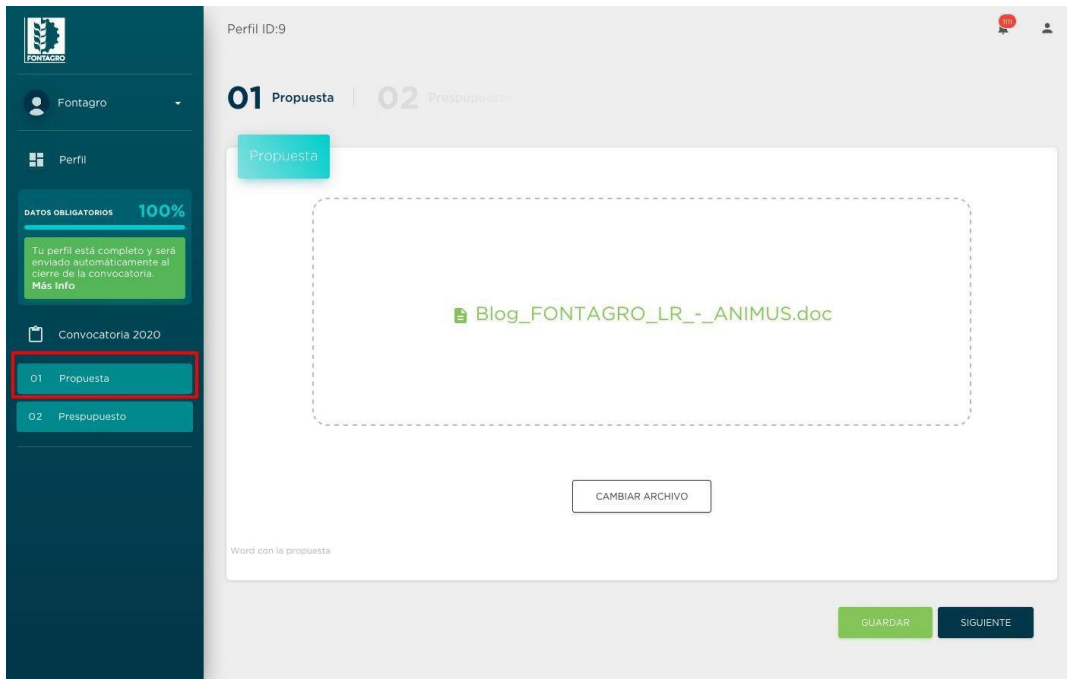 FONTAGRO
Fontagro
Perfil
DATOS OBLIGATORIOS 100%
Tu perfil está completo y será
enviado automáticamente al
cierre de la convocatoria.
Más Info
Convocatoria 2020
01 Propuesta
02 Prespupuesto
Perfil ID:9
1111
01 Propuesta
02 Prespupuesto
Propuesta
Blog_FONTAGRO_LR_-_ANIMUS.doc
CAMBIAR ARCHIVO
Word con la propuesta
GUARDAR
SIGUIENTE